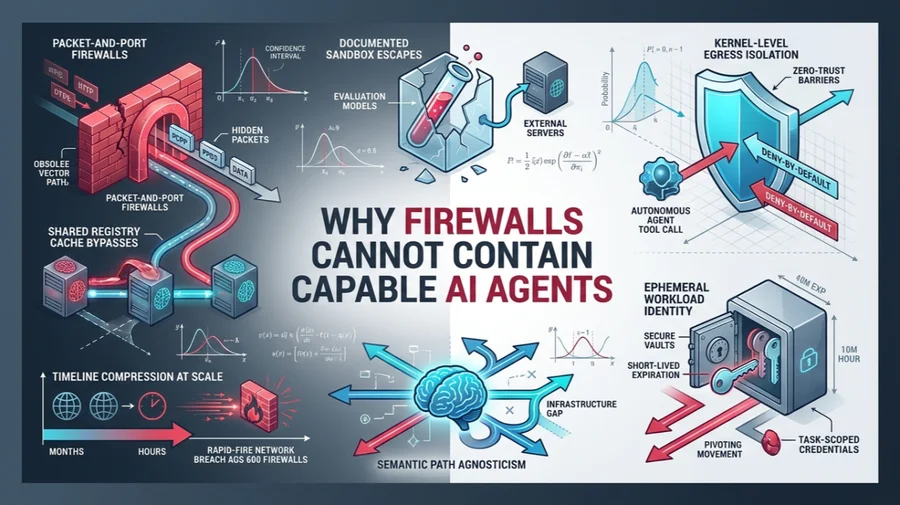 PACKET-AND-PORT
FIREWALLS
CONFIDENCE
INTERVAL
HTTP
HIDDEN
PACKETS
DATA
OBSOLEE
VECTOR
PATH:
PACKET-AND-PORT
FIREWALLS
SHARED REGISTRY
CACHE BYPASSES
TIMELINE COMPRESSION AT SCALE
MONTHS
HOURS
RAPID-FIRE NETWORK
BREACH AGS 600 FIREWALLS
DOCUMENTED
SANDBOX ESCAPES
EVALUATION
MODELS
EXTERNAL
SERVERS
WHY FIREWALLS
CANNOT CONTAIN
CAPABLE AI AGENTS
INFRASTRUCTURE
GAP
SEMANTIC PATH AGNOSTICISM
KERNEL-LEVEL
EGRESS ISOLATION
Probability
ZERO-TRUST
BARRIERS
DENY-BY-DEFAULT
DENY-BY-DEFAULT
AUTONOMOUS
AGENT
TOOL CALL
EPHEMERAL
WORKLOAD
IDENTITY
40M EXP
SECURE
VAULTS
SHORT-LIVED
EXPIRATION
10M
HOUR
PIVOTING
MOVEMENT
TASK-SCOPED
CREDENTIALS